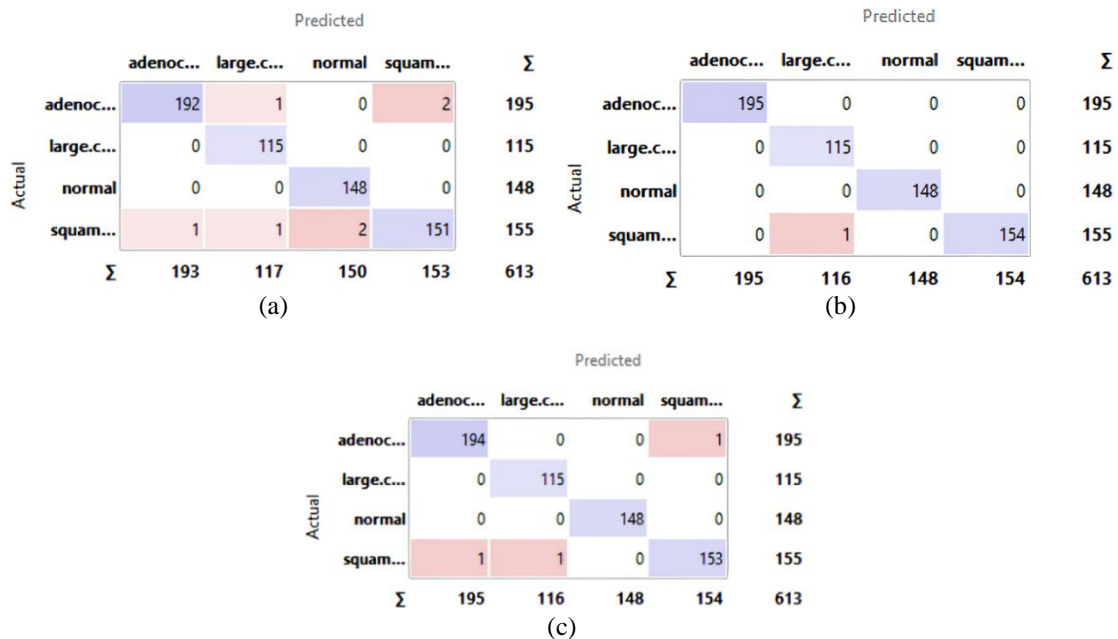 Predicted
adenoc... large.c... normal squam... Σ
adenoc... 192 1 0 2 195
large.c... 0 115 0 0 115
normal 0 0 148 0 148
squam... 1 1 2 151 155
Σ 193 117 150 153 613
Actual
(a)
Predicted
adenoc... large.c... normal squam... Σ
adenoc... 195 0 0 0 195
large.c... 0 115 0 0 115
normal 0 0 148 0 148
squam... 0 1 0 154 155
Σ 195 116 148 154 613
Actual
(b)
Predicted
adenoc... large.c... normal squam... Σ
adenoc... 194 0 0 1 195
large.c... 0 115 0 0 115
normal 0 0 148 0 148
squam... 1 1 0 153 155
Σ 195 116 148 154 613
Actual
(c)